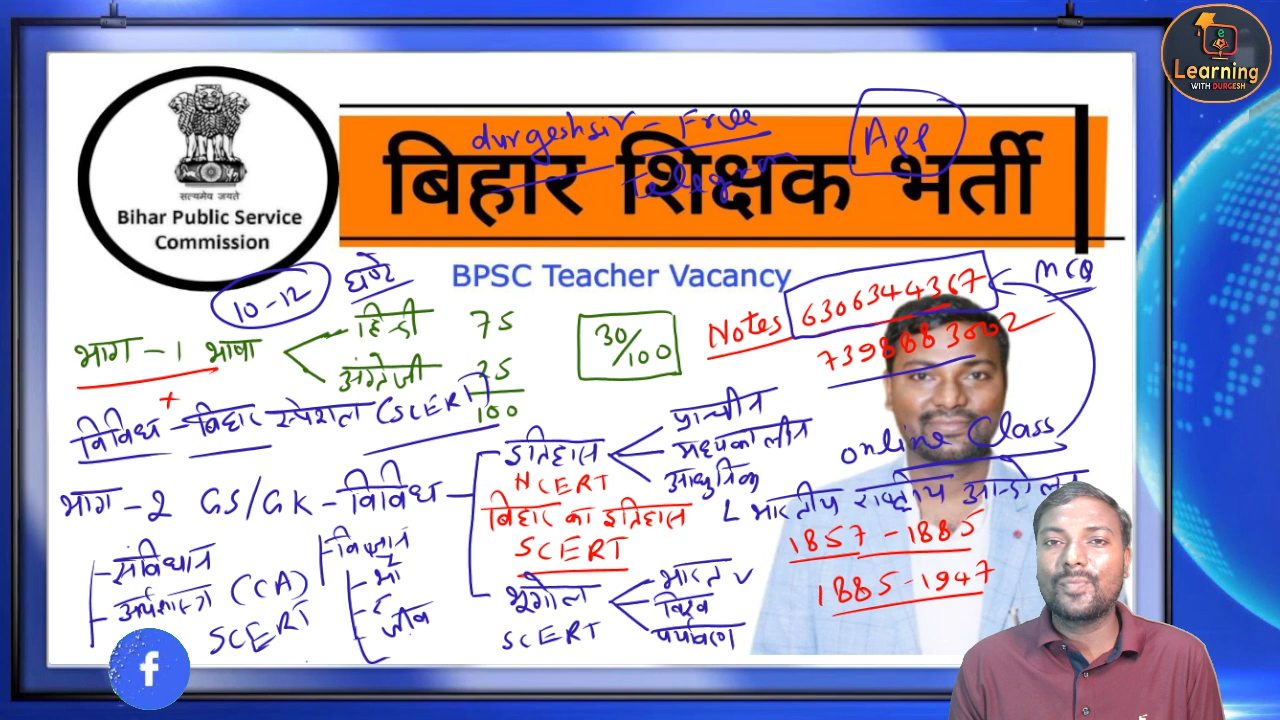 e
Learning
WITH DURGESH
सत्यमेव जयते
Bihar Public Service
Commission
बिहार शिक्षक भर्ती
durgeshsir - Free
Telegram
App
BPSC Teacher Vacancy
10-12 घण्टे
MCQ
Notes 6306344367
7398883002
भाग - 1 भाषा
हिन्दी 75
अंग्रेजी 25
100
30/100
+
विविध - बिहार स्पेशल (SCERT)
online Class
भाग - 2 GS/GK - विविध
इतिहास
NCERT
बिहार का इतिहास
SCERT
प्राचीन
मध्यकालीन
आधुनिक
L भारतीय राष्ट्रीय आन्दोलन
1857 - 1885
1885 - 1947
संविधान
अर्थशास्त्र (CA)
SCERT
विज्ञान
भौ
र
जीव
भूगोल
SCERT
भारत
विश्व
पर्यावरण
f